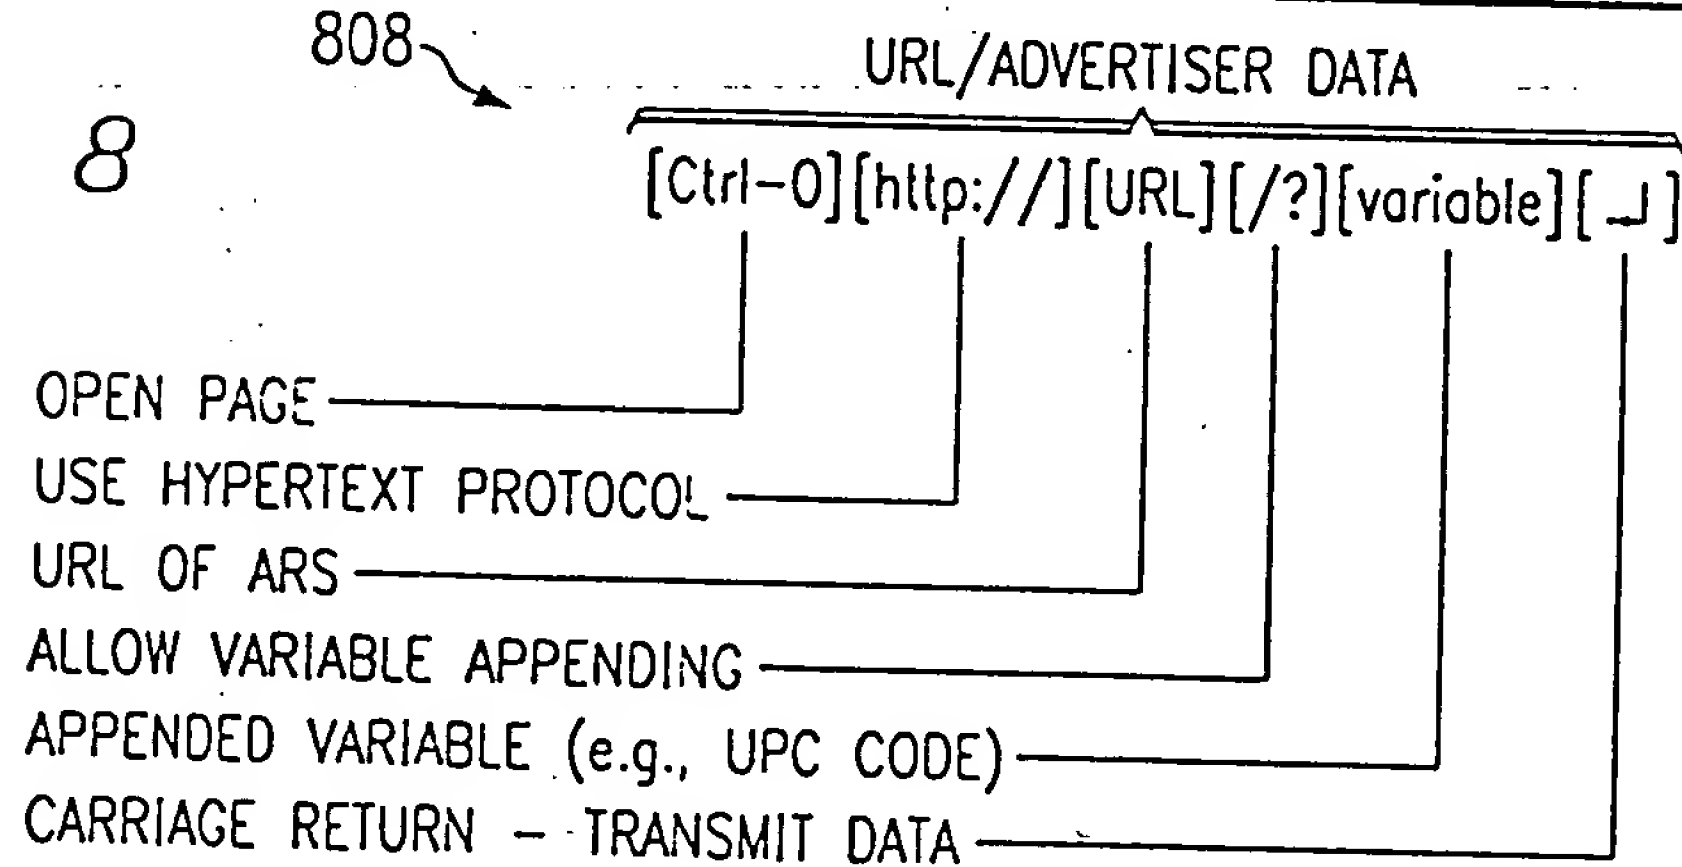 808
URL/ADVERTISER DATA
8
[Ctrl-O][http://][URL][/?][variable][↵]
OPEN PAGE
USE HYPERTEXT PROTOCOL
URL OF ARS
ALLOW VARIABLE APPENDING
APPENDED VARIABLE (e.g., UPC CODE)
CARRIAGE RETURN - TRANSMIT DATA